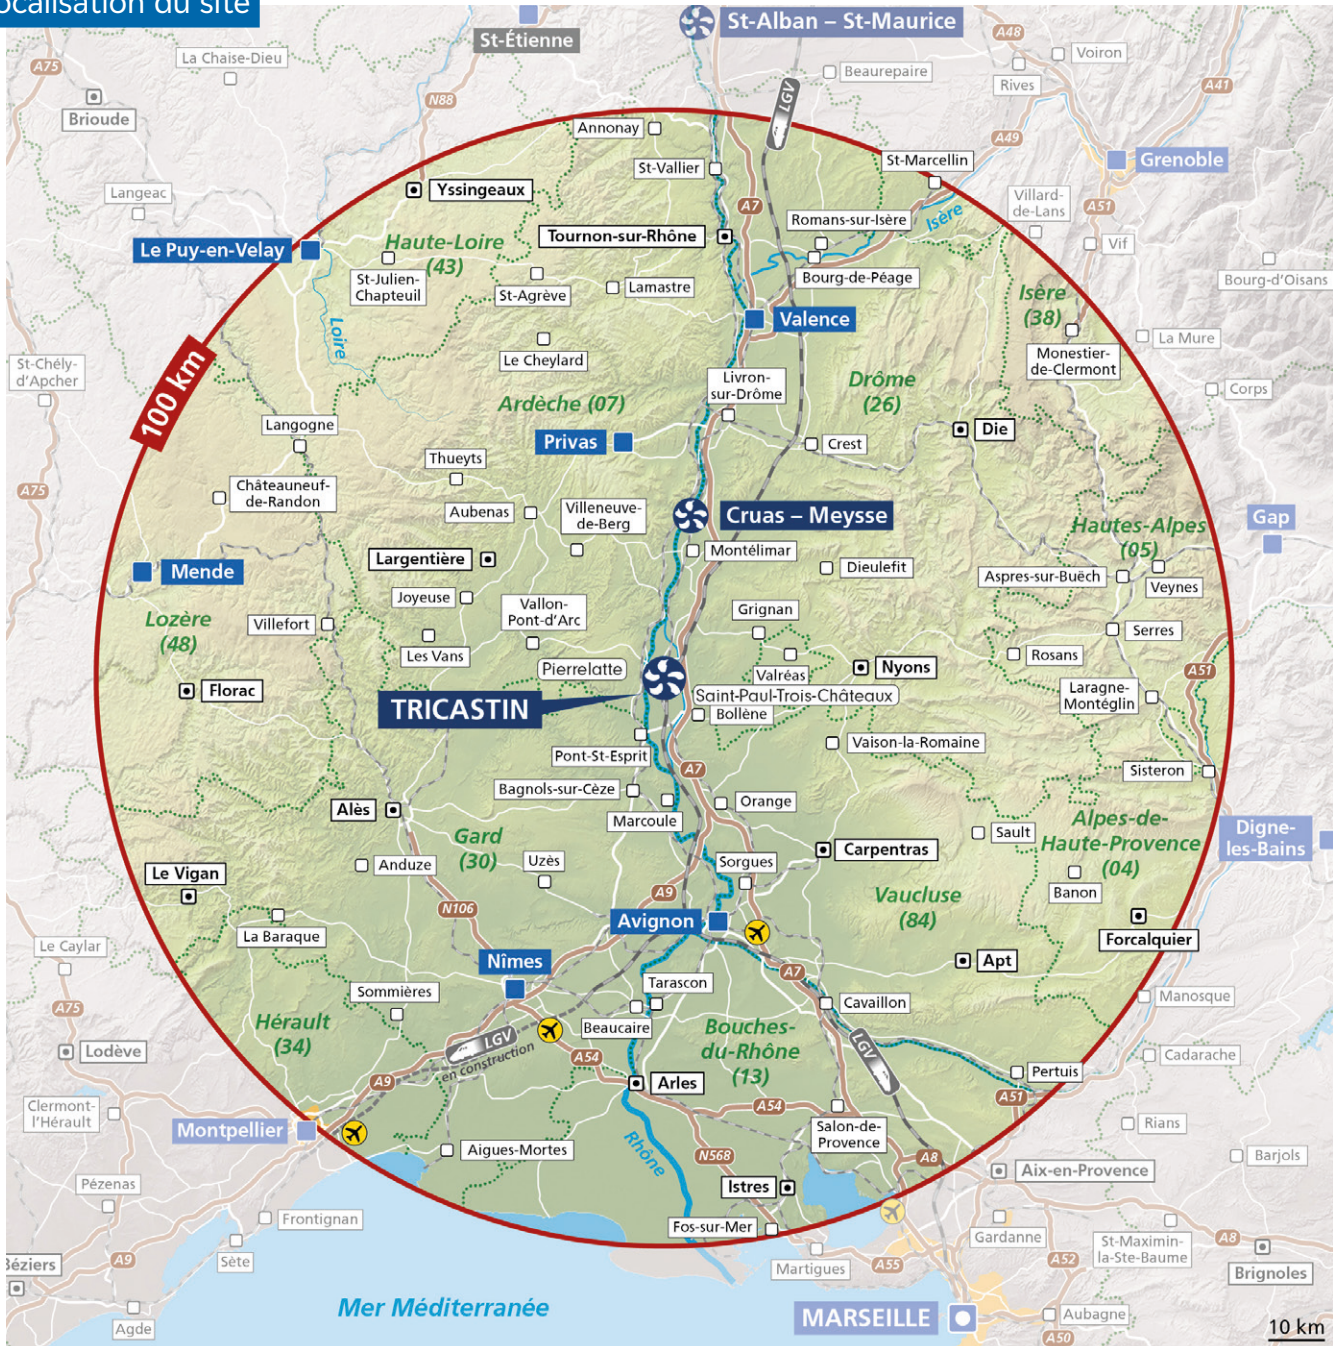 localisation du site
St-Étienne
St-Alban – St-Maurice
A48
Voiron
A75
La Chaise-Dieu
Beaurepaire
Rives
A41
N88
LGV
Brioude
Annonay
A49
St-Marcellin
Grenoble
St-Vallier
Langeac
Yssingeaux
A7
Romans-sur-Isère
Isère
Villard-
de-Lans
A51
Tournon-sur-Rhône
Le Puy-en-Velay
Haute-Loire
(43)
Vif
St-Julien-
Chapteuil
St-Agrève
Lamastre
Bourg-de-Péage
Bourg-d'Oisans
Isère
(38)
Loire
Valence
La Mure
Le Cheylard
Monestier-
de-Clermont
St-Chély-
d'Apcher
100 km
Livron-
sur-Drôme
Drôme
(26)
Corps
Ardèche (07)
Langogne
Privas
Crest
Die
Thueyts
A75
Châteauneuf-
de-Randon
Aubenas
Villeneuve-
de-Berg
Cruas – Meysse
Hautes-Alpes
(05)
Gap
Largentière
Montélimar
Dieulefit
Mende
Aspres-sur-Buëch
Veynes
Joyeuse
Vallon-
Pont-d'Arc
Grignan
Lozère
(48)
Villefort
Serres
Les Vans
Rosans
Pierrelatte
Valréas
Nyons
A51
Florac
Saint-Paul-Trois-Châteaux
Laragne-
Montéglin
TRICASTIN
Bollène
Pont-St-Esprit
Vaison-la-Romaine
A7
Sisteron
Bagnols-sur-Cèze
Orange
Alès
Marcoule
Gard
(30)
Sault
Alpes-de-
Haute-Provence
(04)
Digne-
les-Bains
Anduze
Uzès
Carpentras
Sorgues
Le Vigan
A9
Vaucluse
(84)
Banon
N106
Avignon
La Baraque
Forcalquier
Le Caylar
Nîmes
Apt
A7
Tarascon
Sommières
Cavaillon
Manosque
A75
Beaucaire
Hérault
(34)
Bouches-
du-Rhône
(13)
Lodève
LGV
en construction
LGV
Cadarache
A54
A9
Arles
Pertuis
A51
Clermont-
l'Hérault
A54
Montpellier
Salon-de-
Provence
Rians
Aigues-Mortes
Rhône
N568
A8
Aix-en-Provence
Barjols
Pézenas
Istres
Frontignan
Fos-sur-Mer
Gardanne
St-Maximin-
la-Ste-Baume
A8
A9
Sète
Béziers
Martigues
A55
A52
Brignoles
Mer Méditerranée
MARSEILLE
Aubagne
Agde
A50
10 km